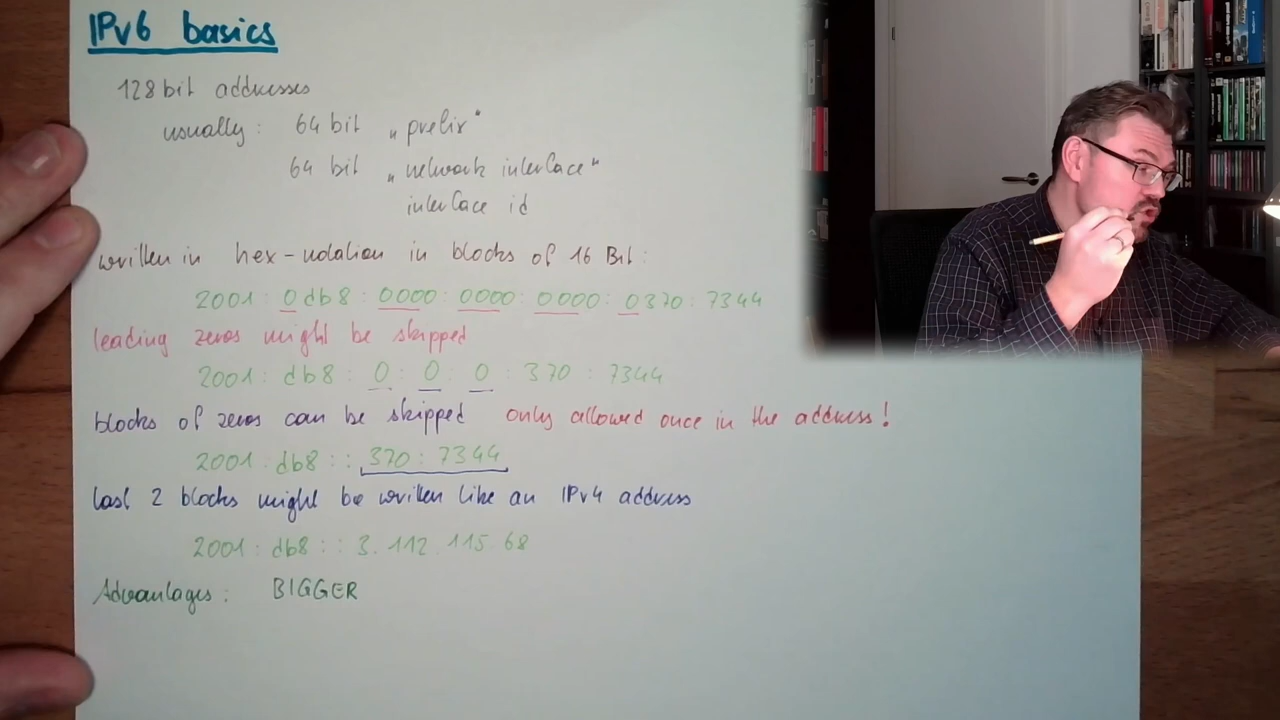 IPv6 basics
128 bit addresses
usually: 64 bit „prefix"
64 bit „network interface"
interface id
written in hex-notation in blocks of 16 Bit:
2001:0db8:0000:0000:0000:0370:7344
leading zeros might be skipped
2001:db8:0:0:0:370:7344
blocks of zeros can be skipped only allowed once in the address!
2001:db8::370:7344
last 2 blocks might be written like an IPv4 address
2001:db8::3.112.115.68
Advantages: BIGGER